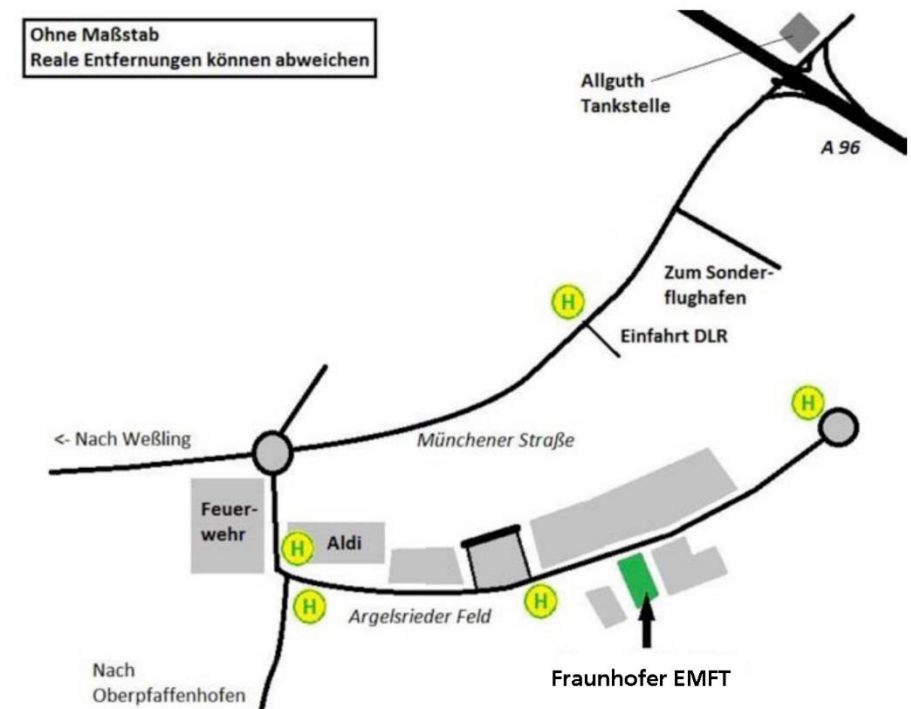 Ohne Maßstab
Reale Entfernungen können abweichen
Allguth
Tankstelle
A 96
Zum Sonder-
flughafen
H
Einfahrt DLR
H
<- Nach Weßling
Münchener Straße
Feuer-
wehr
H
Aldi
H
H
Argelsrieder Feld
Nach
Oberpfaffenhofen
Fraunhofer EMFT